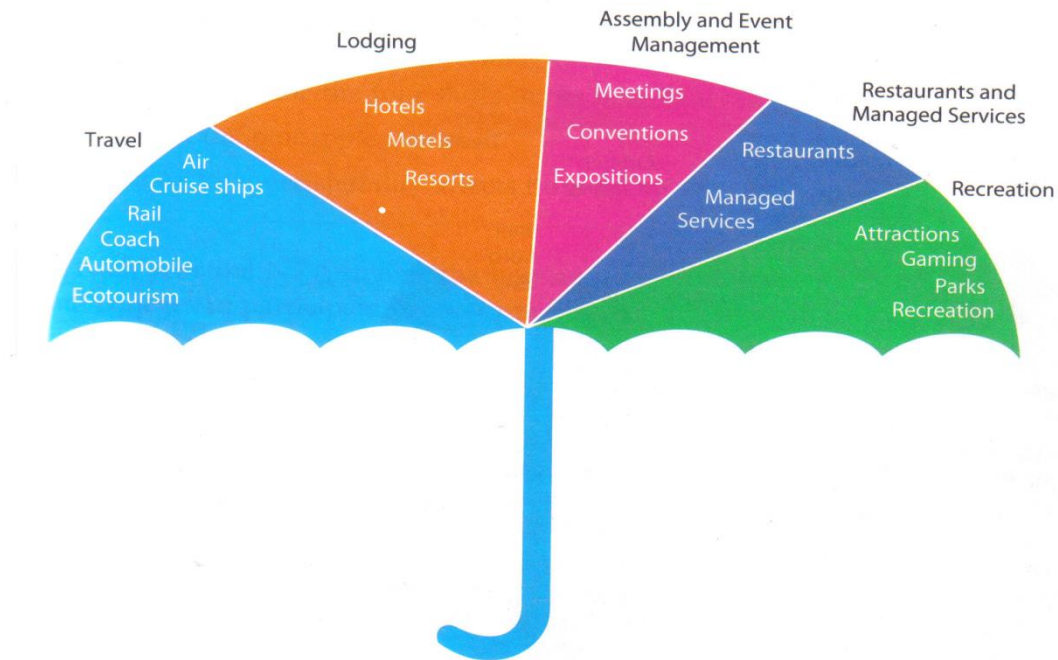 Travel
Air
Cruise ships
Rail
Coach
Automobile
Ecotourism
Lodging
Hotels
Motels
Resorts
Assembly and Event
Management
Meetings
Conventions
Expositions
Restaurants and
Managed Services
Restaurants
Managed
Services
Recreation
Attractions
Gaming
Parks
Recreation